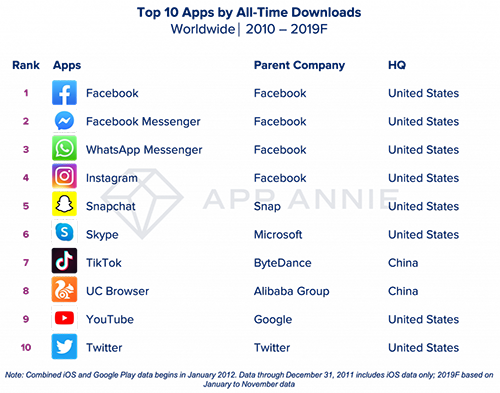 Top 10 Apps by All-Time Downloads
Worldwide| 2010 – 2019F
Rank Apps Parent Company HQ
1 Facebook Facebook United States
2 Facebook Messenger Facebook United States
3 WhatsApp Messenger Facebook United States
4 Instagram Facebook United States
APP ANNIE
5 Snapchat Snap United States
6 Skype Microsoft United States
7 TikTok ByteDance China
8 UC Browser Alibaba Group China
9 YouTube Google United States
10 Twitter Twitter United States
Note: Combined iOS and Google Play data begins in January 2012. Data through December 31, 2011 includes iOS data only; 2019F based on
January to November data